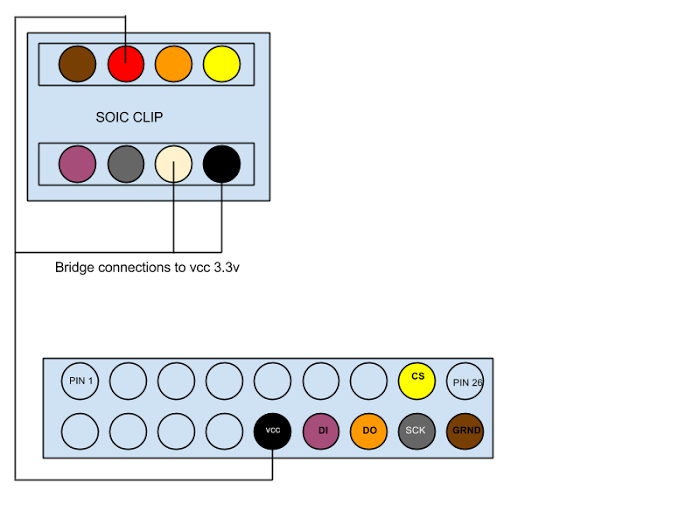 SOIC CLIP
Bridge connections to vcc 3.3v
PIN 1
CS
PIN 26
VCC
DI
DO
SCK
GRND